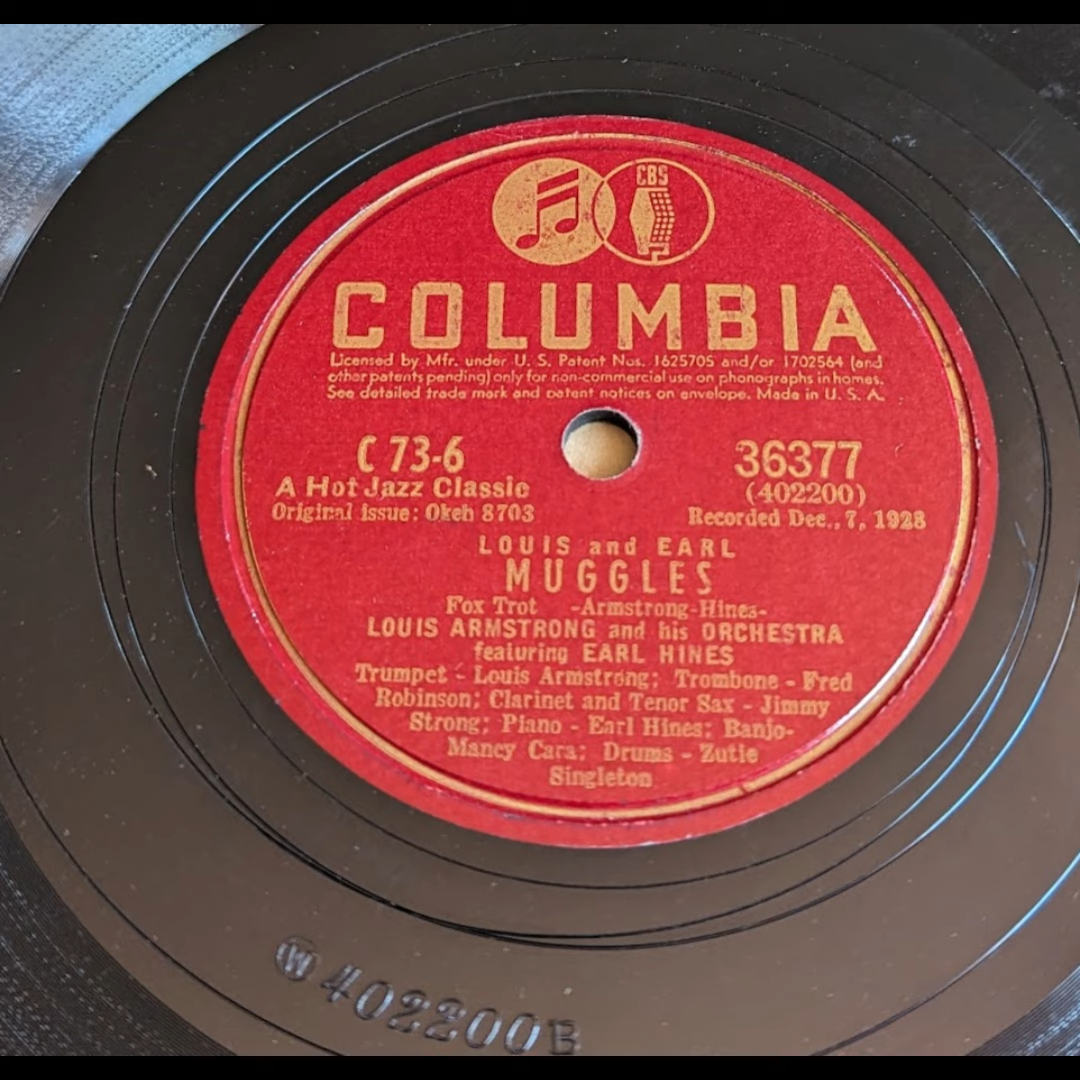 CBS
COLUMBIA
Licensed by Mfr. under U. S. Patent Nos. 1625705 and/or 1702564 (and
other patents pending) only for non-commercial use on phonographs in homes.
See detailed trade mark and patent notices on envelope. Made in U. S. A.
C 73-6
36377
A Hot Jazz Classic
(402200)
Original issue: Okeh 8703
Recorded Dec., 7, 1928
LOUIS and EARL
MUGGLES
Fox Trot -Armstrong-Hines-
LOUIS ARMSTRONG and his ORCHESTRA
featuring EARL HINES
Trumpet - Louis Armstrong; Trombone - Fred
Robinson; Clarinet and Tenor Sax - Jimmy
Strong; Piano - Earl Hines; Banjo-
Mancy Cara; Drums - Zutie
Singleton
W 402200B